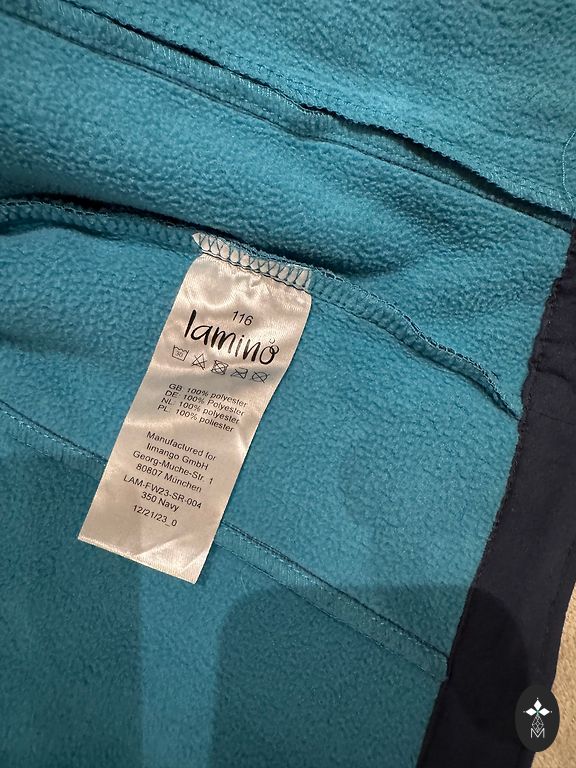 116
lamino
30
GB: 100% polyester
DE: 100% Polyester
NL: 100% polyester
PL: 100% poliester
Manufactured for
limango GmbH
Georg-Muche-Str. 1
80807 München
LAM-FW23-SR-004
350 Navy
12/21/23_0
M